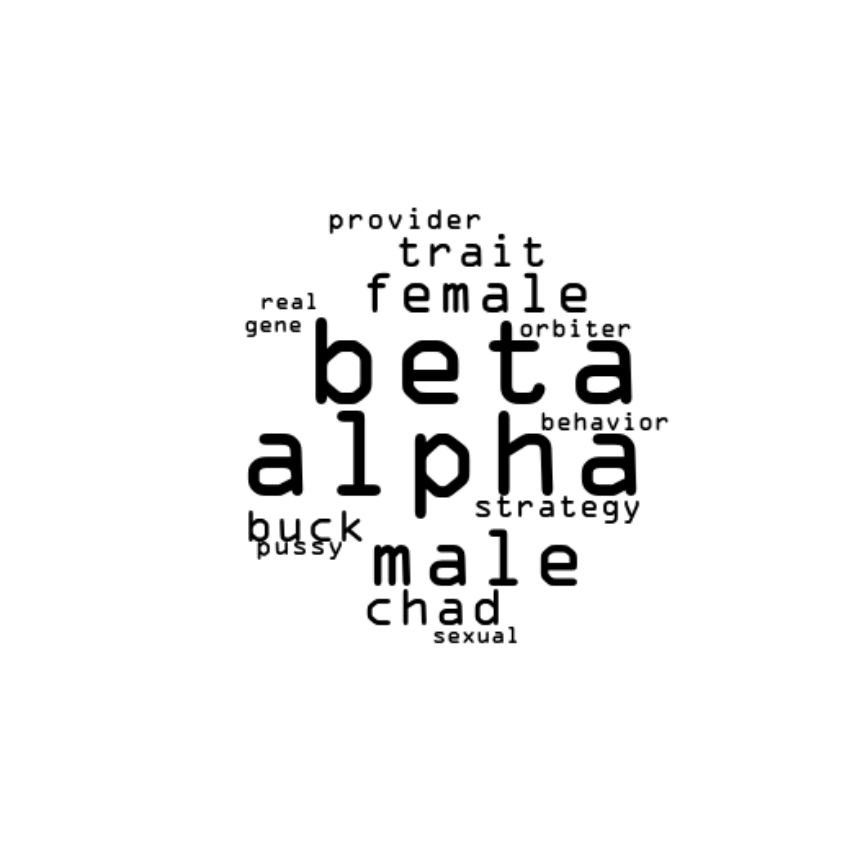 provider
trait
female
real
gene
orbiter
beta
behavior
alpha
strategy
buck
pussy
male
chad
sexual